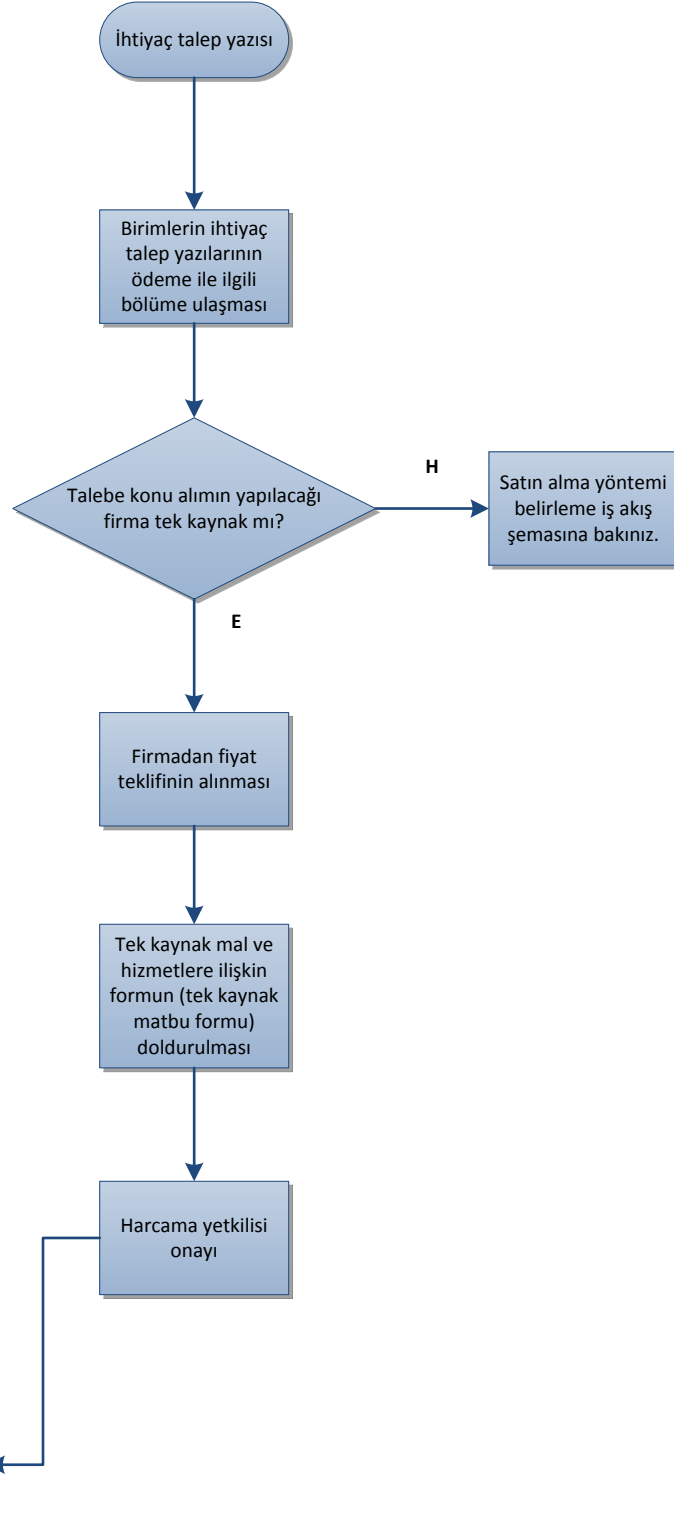 İhtiyaç talep yazısı
Birimlerin ihtiyaç
talep yazılarının
ödeme ile ilgili
bölüme ulaşması
Talebe konu alımın yapılacağı
firma tek kaynak mı?
H
Satın alma yöntemi
belirleme iş akış
şemasına bakınız.
E
Firmadan fiyat
teklifinin alınması
Tek kaynak mal ve
hizmetlere ilişkin
formun (tek kaynak
matbu formu)
doldurulması
Harcama yetkilisi
onayı